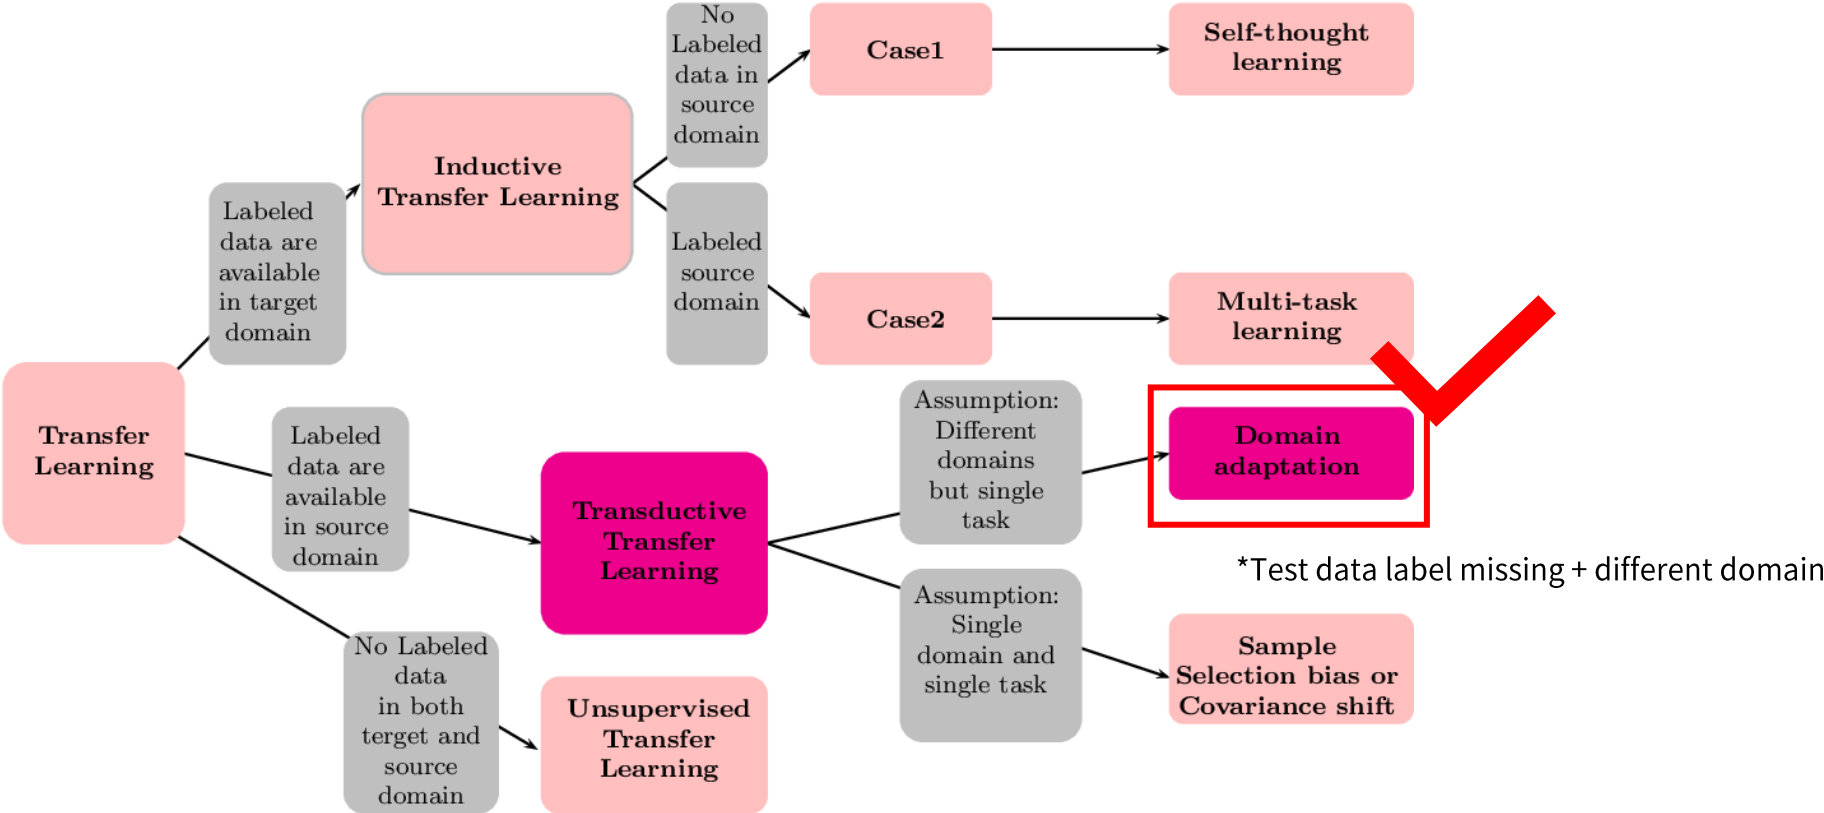 No
Labeled
data in
source
domain
Case1
Self-thought
learning
Inductive
Transfer Learning
Labeled
data are
available
in target
domain
Labeled
source
domain
Case2
Multi-task
learning
Transfer
Learning
Labeled
data are
available
in source
domain
Transductive
Transfer
Learning
Assumption:
Different
domains
but single
task
Domain
adaptation
*Test data label missing + different domain
Assumption:
Single
domain and
single task
Sample
Selection bias or
Covariance shift
No Labeled
data
in both
terget and
source
domain
Unsupervised
Transfer
Learning